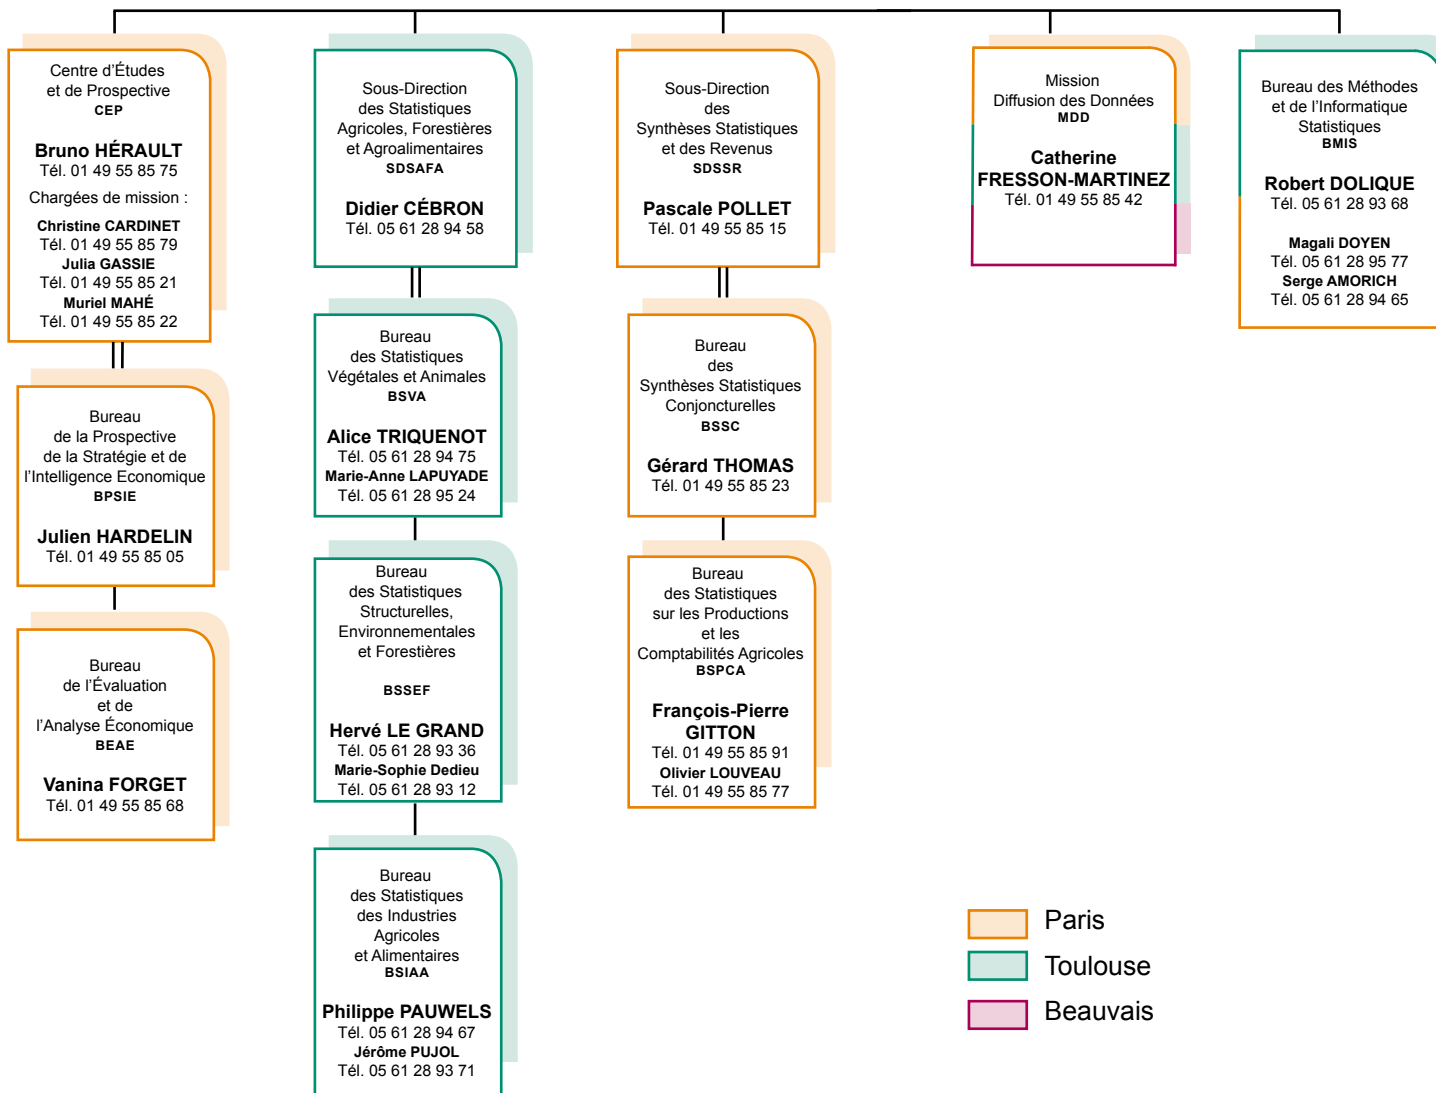 Centre d'Études
et de Prospective
CEP
Bruno HÉRAULT
Tél. 01 49 55 85 75
Chargées de mission :
Christine CARDINET
Tél. 01 49 55 85 79
Julia GASSIE
Tél. 01 49 55 85 21
Muriel MAHÉ
Tél. 01 49 55 85 22
Bureau
de la Prospective
de la Stratégie et de
l'Intelligence Economique
BPSIE
Julien HARDELIN
Tél. 01 49 55 85 05
Bureau
de l'Évaluation
et de
l'Analyse Économique
BEAE
Vanina FORGET
Tél. 01 49 55 85 68
Sous-Direction
des Statistiques
Agricoles, Forestières
et Agroalimentaires
SDSAFA
Didier CÉBRON
Tél. 05 61 28 94 58
Bureau
des Statistiques
Végétales et Animales
BSVA
Alice TRIQUENOT
Tél. 05 61 28 94 75
Marie-Anne LAPUYADE
Tél. 05 61 28 95 24
Bureau
des Statistiques
Structurelles,
Environnementales
et Forestières
BSSEF
Hervé LE GRAND
Tél. 05 61 28 93 36
Marie-Sophie Dedieu
Tél. 05 61 28 93 12
Bureau
des Statistiques
des Industries
Agricoles
et Alimentaires
BSIAA
Philippe PAUWELS
Tél. 05 61 28 94 67
Jérôme PUJOL
Tél. 05 61 28 93 71
Sous-Direction
des
Synthèses Statistiques
et des Revenus
SDSSR
Pascale POLLET
Tél. 01 49 55 85 15
Bureau
des
Synthèses Statistiques
Conjoncturelles
BSSC
Gérard THOMAS
Tél. 01 49 55 85 23
Bureau
des Statistiques
sur les Productions
et les
Comptabilités Agricoles
BSPCA
François-Pierre
GITTON
Tél. 01 49 55 85 91
Olivier LOUVEAU
Tél. 01 49 55 85 77
Mission
Diffusion des Données
MDD
Catherine
FRESSON-MARTINEZ
Tél. 01 49 55 85 42
Bureau des Méthodes
et de l'Informatique
Statistiques
BMIS
Robert DOLIQUE
Tél. 05 61 28 93 68
Magali DOYEN
Tél. 05 61 28 95 77
Serge AMORICH
Tél. 05 61 28 94 65
Paris
Toulouse
Beauvais